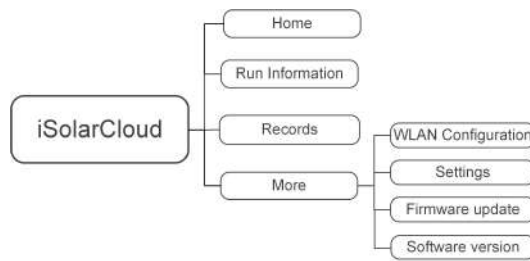 Home
Run Information
iSolarCloud
Records
More
WLAN Configuration
Settings
Firmware update
Software version